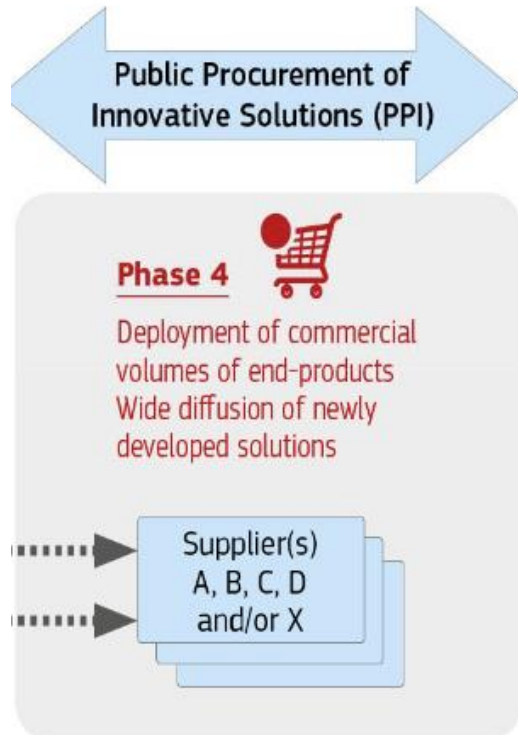 Public Procurement of
Innovative Solutions (PPI)
Phase 4
Deployment of commercial
volumes of end-products
Wide diffusion of newly
developed solutions
Supplier(s)
A, B, C, D
and/or X